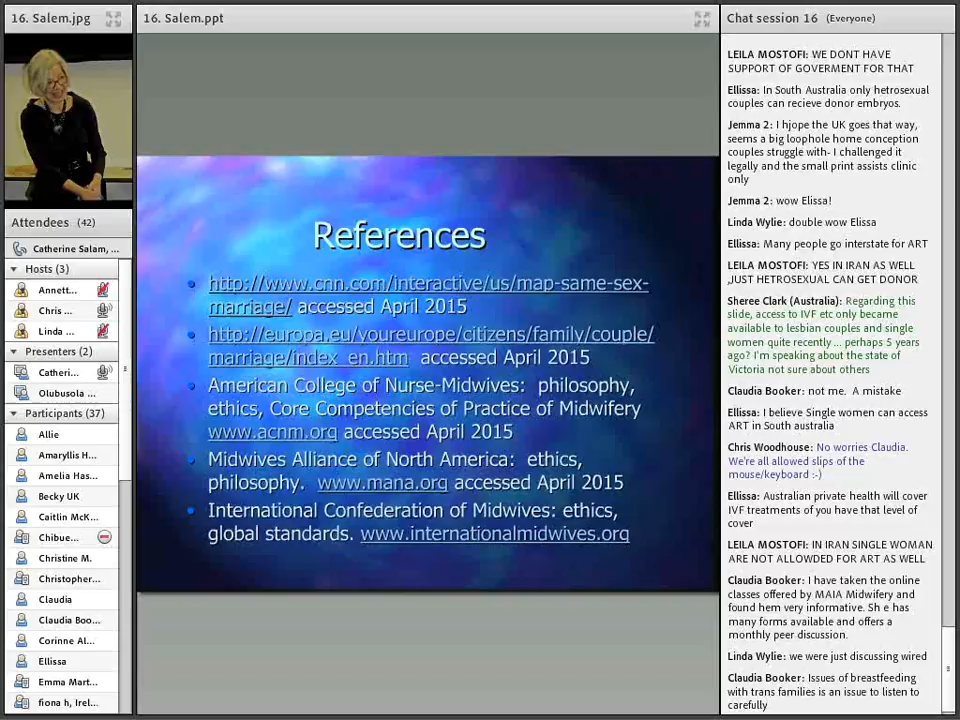 16. Salem.jpg
16. Salem.ppt
Chat session 16 (Everyone)
Attendees (42)
Catherine Salam, ...
Hosts (3)
Annett...
Chris ...
Linda ...
Presenters (2)
Catheri...
Olubusola ...
Participants (37)
Allie
Amaryllis H...
Amelia Has...
Becky UK
Caitlin McK...
Chibue...
Christine M.
Christopher...
Claudia
Claudia Boo...
Corinne Al...
Ellissa
Emma Mart...
fiona h, Salel...
References
http://www.cnn.com/interactive/us/map-same-sex-
marriage/ accessed April 2015
http://europa.eu/youreurope/citizens/family/couple/
marriage/index_en.htm accessed April 2015
American College of Nurse-Midwives: philosophy,
ethics, Core Competencies of Practice of Midwifery
www.acnm.org accessed April 2015
Midwives Alliance of North America: ethics,
philosophy. www.mana.org accessed April 2015
International Confederation of Midwives: ethics,
global standards. www.internationalmidwives.org
LEILA MOSTOFI: WE DONT HAVE
SUPPORT OF GOVERMENT FOR THAT
Ellissa: In South Australia only hetrosexual
couples can recieve donor embryos.
Jemma 2: I hjope the UK goes that way,
seems a big loophole home conception
couples struggle with- I challenged it
legally and the small print assists clinic
only
Jemma 2: wow Elissa!
Linda Wylie: double wow Elissa
Ellissa: Many people go interstate for ART
LEILA MOSTOFI: YES IN IRAN AS WELL
,JUST HETROSEXUAL CAN GET DONOR
Sheree Clark (Australia): Regarding this
slide, access to IVF etc only became
available to lesbian couples and single
women quite recently ... perhaps 5 years
ago? I'm speaking about the state of
Victoria not sure about others
Claudia Booker: not me. A mistake
Ellissa: I believe Single women can access
ART in South australia
Chris Woodhouse: No worries Claudia.
We're all allowed slips of the
mouse/keyboard :-)
Ellissa: Australian private health will cover
IVF treatments of you have that level of
cover
LEILA MOSTOFI: IN IRAN SINGLE WOMAN
ARE NOT ALLOWDED FOR ART AS WELL
Claudia Booker: I have taken the online
classes offered by MAIA Midwifery and
found hem very informative. Sh e has
many forms available and offers a
monthly peer discussion.
Linda Wylie: we were just discussing wired
Claudia Booker: Issues of breastfeeding
with trans families is an issue to listen to
carefully